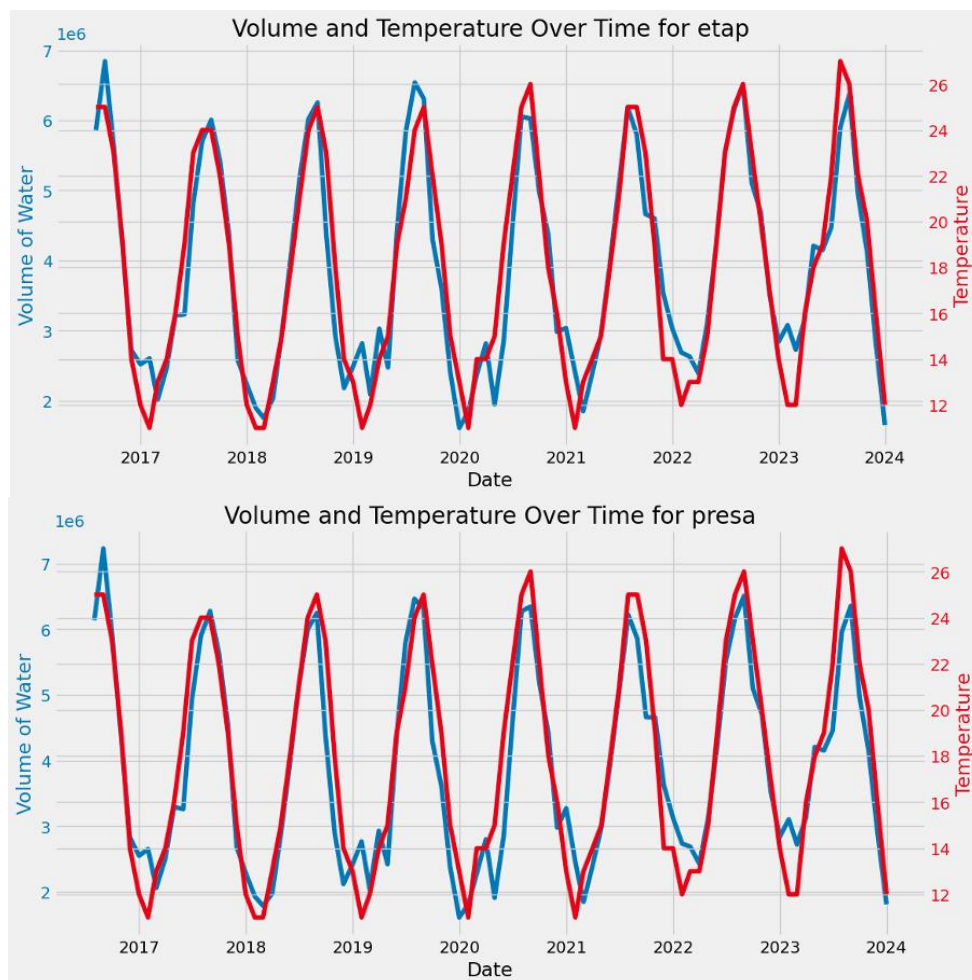 Volume and Temperature Over Time for etap
1e6
7
6
5
4
3
2
Volume of Water
26
24
22
20
18
16
14
12
Temperature
2017 2018 2019 2020 2021 2022 2023 2024
Date
Volume and Temperature Over Time for presa
1e6
7
6
5
4
3
2
Volume of Water
26
24
22
20
18
16
14
12
Temperature
2017 2018 2019 2020 2021 2022 2023 2024
Date